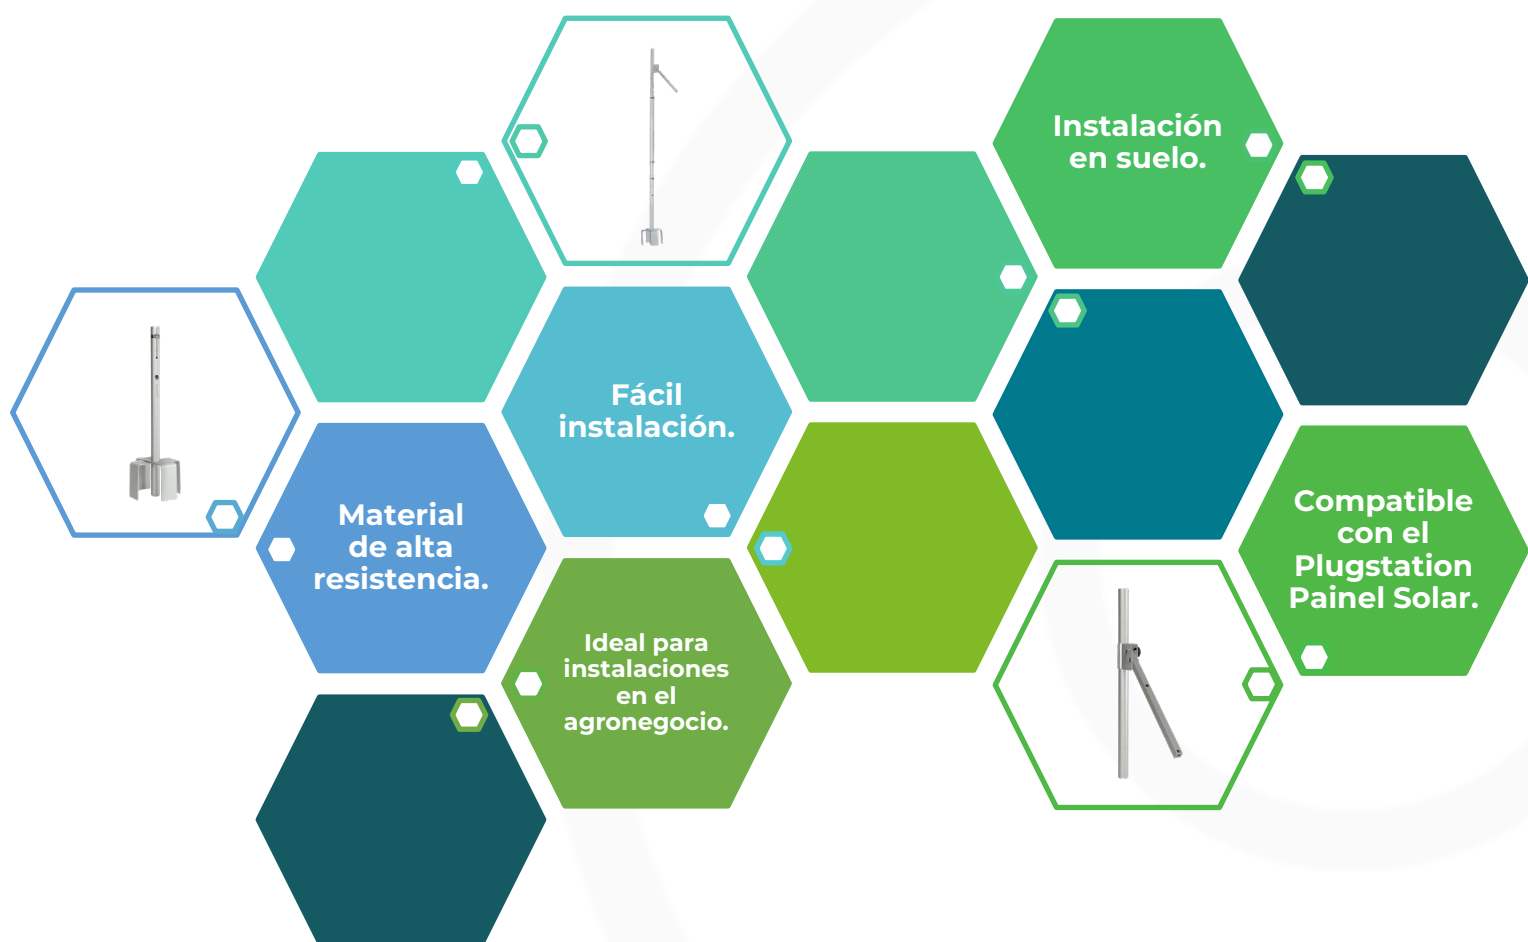 Instalación
en suelo.
Fácil
instalación.
Material
de alta
resistencia.
Compatible
con el
Plugstation
Painel Solar.
Ideal para
instalaciones
en el
agronegocio.